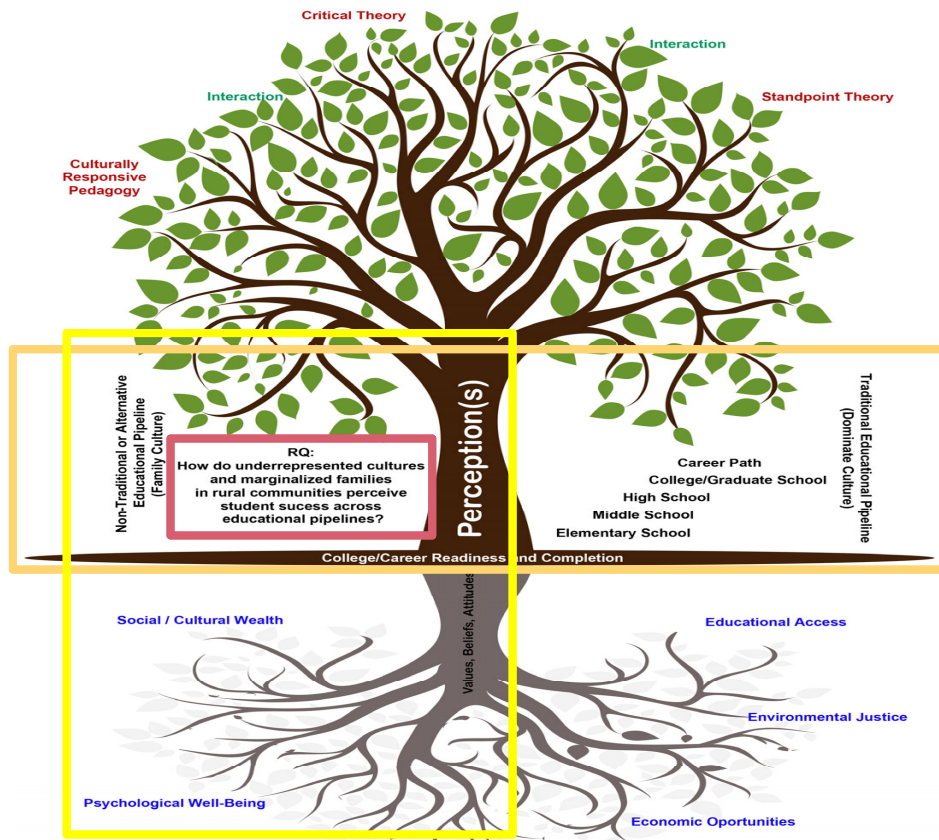 Critical Theory
Interaction
Interaction
Standpoint Theory
Culturally
Responsive
Pedagogy
Non-Traditional or Alternative
Educational Pipeline
(Family Culture)
RQ:
How do underrepresented cultures
and marginalized families
in rural communities perceive
student sucess across
educational pipelines?
Perception(s)
Career Path
College/Graduate School
High School
Middle School
Elementary School
Traditional Educational Pipeline
(Dominate Culture)
College/Career Readiness and Completion
Values, Beliefs, Attitudes
Social / Cultural Wealth
Educational Access
Environmental Justice
Psychological Well-Being
Economic Oportunities